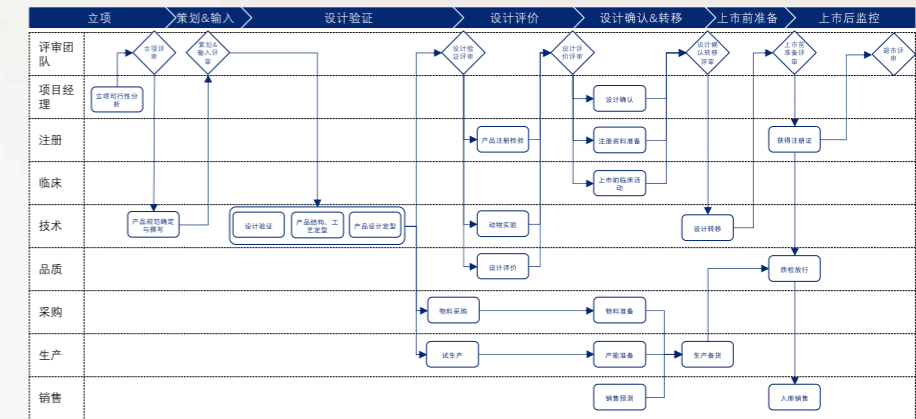 立项
策划&输入
设计验证
设计评价
设计确认&转移
上市前准备
上市后监控
评审团
队
立项评
审
策划&
输入评
审
设计验
证评审
设计评
价评审
设计确
认转移
评审
上市前
准备评
审
退市评
审
项目经
理
立项可行性分
析
设计确认
注册
产品注册检验
注册资料准备
获得注册证
临床
上市前临床活
动
技术
产品规范确定
与撰写
设计验证
产品结构、工
艺定型
产品设计定型
动物实验
设计转移
品质
设计评价
质检放行
采购
物料采购
物料准备
生产
试生产
产能准备
生产备货
销售
销售预测
入库销售